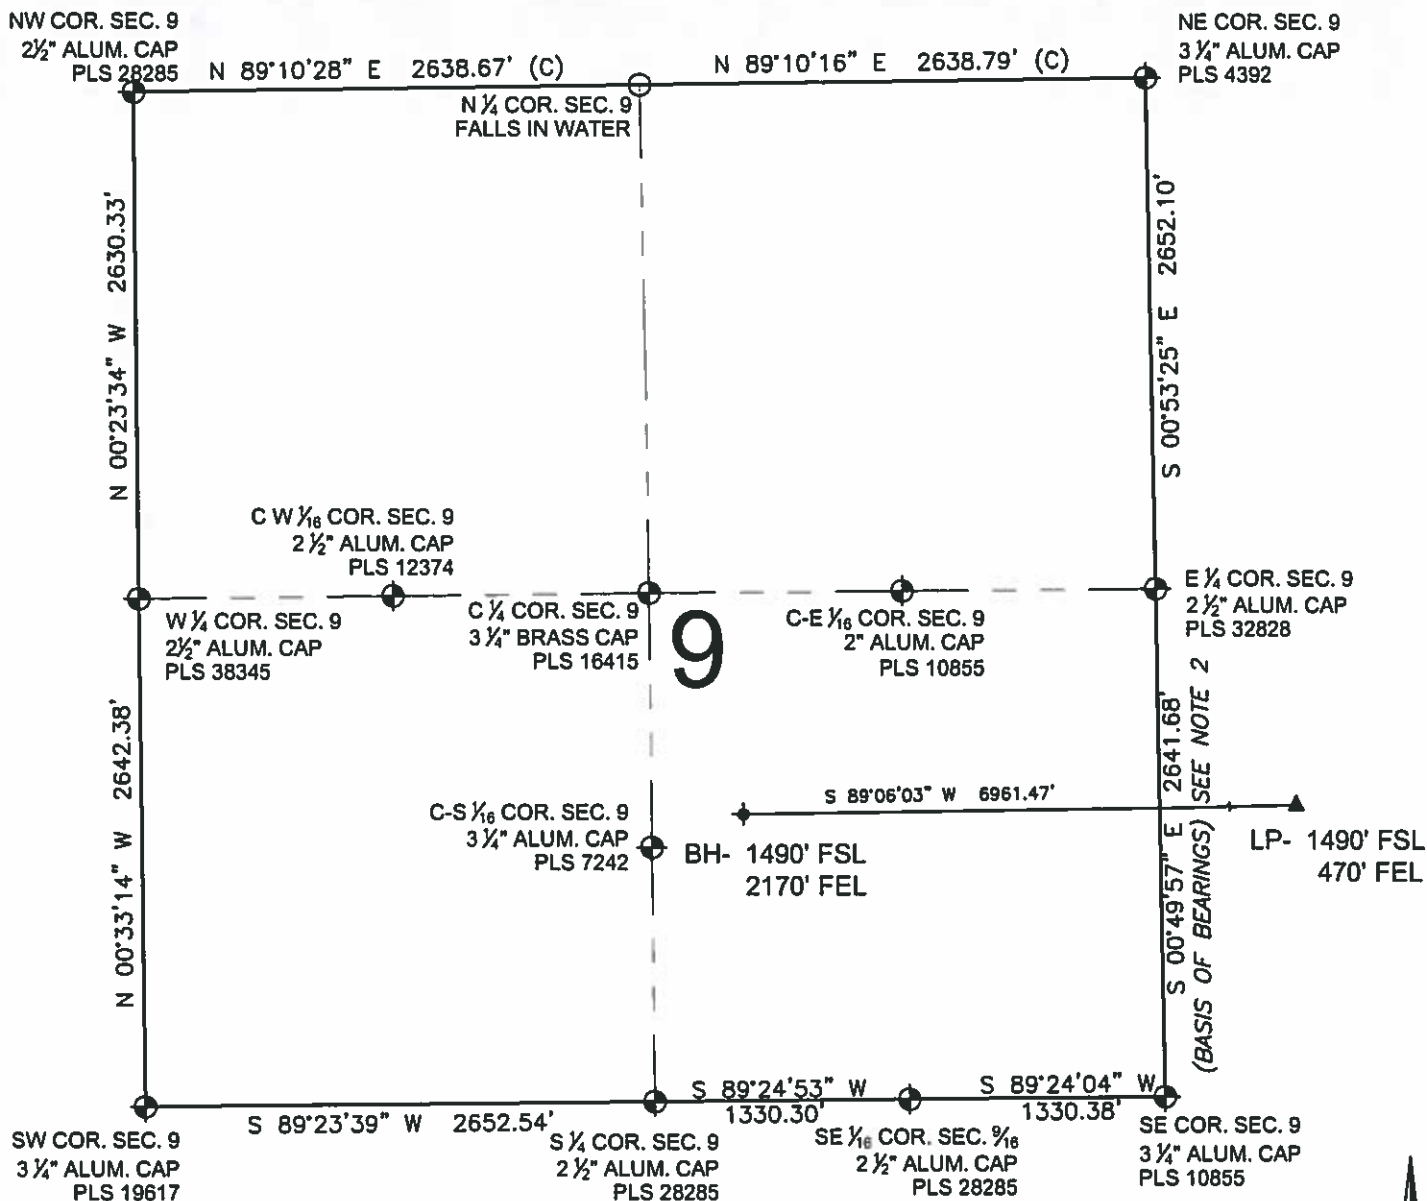 NW COR. SEC. 9
2½" ALUM. CAP
PLS 28285
N 89°10'28" E 2638.67' (C)
N 89°10'16" E 2638.79' (C)
NE COR. SEC. 9
3 ¼" ALUM. CAP
PLS 4392
N ¼ COR. SEC. 9
FALLS IN WATER
N 00°23'34" W 2630.33'
S 00°53'25" E 2652.10'
C W 1/16 COR. SEC. 9
2 ½" ALUM. CAP
PLS 12374
W ¼ COR. SEC. 9
2½" ALUM. CAP
PLS 38345
C ¼ COR. SEC. 9
3 ¼" BRASS CAP
PLS 16415
9
C-E 1/16 COR. SEC. 9
2" ALUM. CAP
PLS 10855
E ¼ COR. SEC. 9
2 ½" ALUM. CAP
PLS 32828
N 00°33'14" W 2642.38'
S 00°49'57" E 2641.68'
(BASIS OF BEARINGS) SEE NOTE 2
S 89°06'03" W 6961.47'
C-S 1/16 COR. SEC. 9
3 ¼" ALUM. CAP
PLS 7242
BH- 1490' FSL
2170' FEL
LP- 1490' FSL
470' FEL
S 89°23'39" W 2652.54'
S 89°24'53" W
1330.30'
S 89°24'04" W
1330.38'
SW COR. SEC. 9
3 ¼" ALUM. CAP
PLS 19617
S ¼ COR. SEC. 9
2 ½" ALUM. CAP
PLS 28285
SE 1/16 COR. SEC. 9/16
2 ½" ALUM. CAP
PLS 28285
SE COR. SEC. 9
3 ¼" ALUM. CAP
PLS 10855